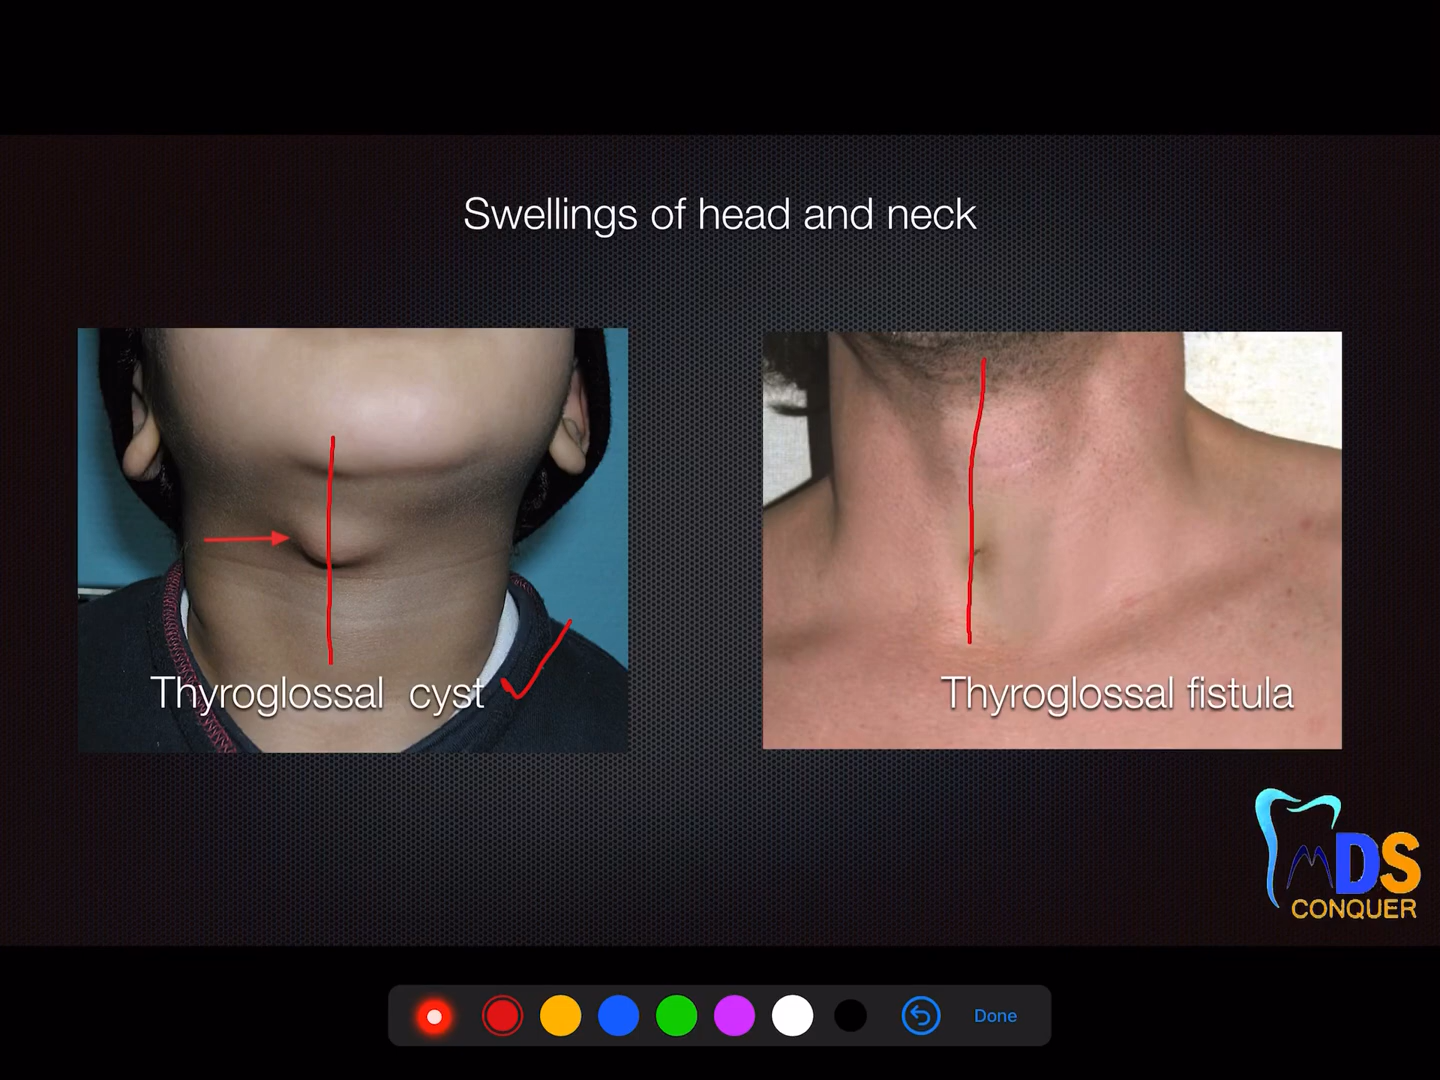 Swellings of head and neck
Thyroglossal cyst
Thyroglossal fistula
MDS
CONQUER
Done